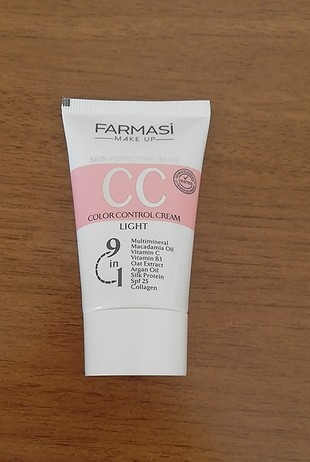 FARMASi
MAKE UP
CC
COLOR CONTROL CREAM
LIGHT
9
in
1
Multimineral
Macadamia Oil
Vitamin C
Vitamin B3
Oat Extract
Argan Oil
Silk Protein
Spf 25
Collagen